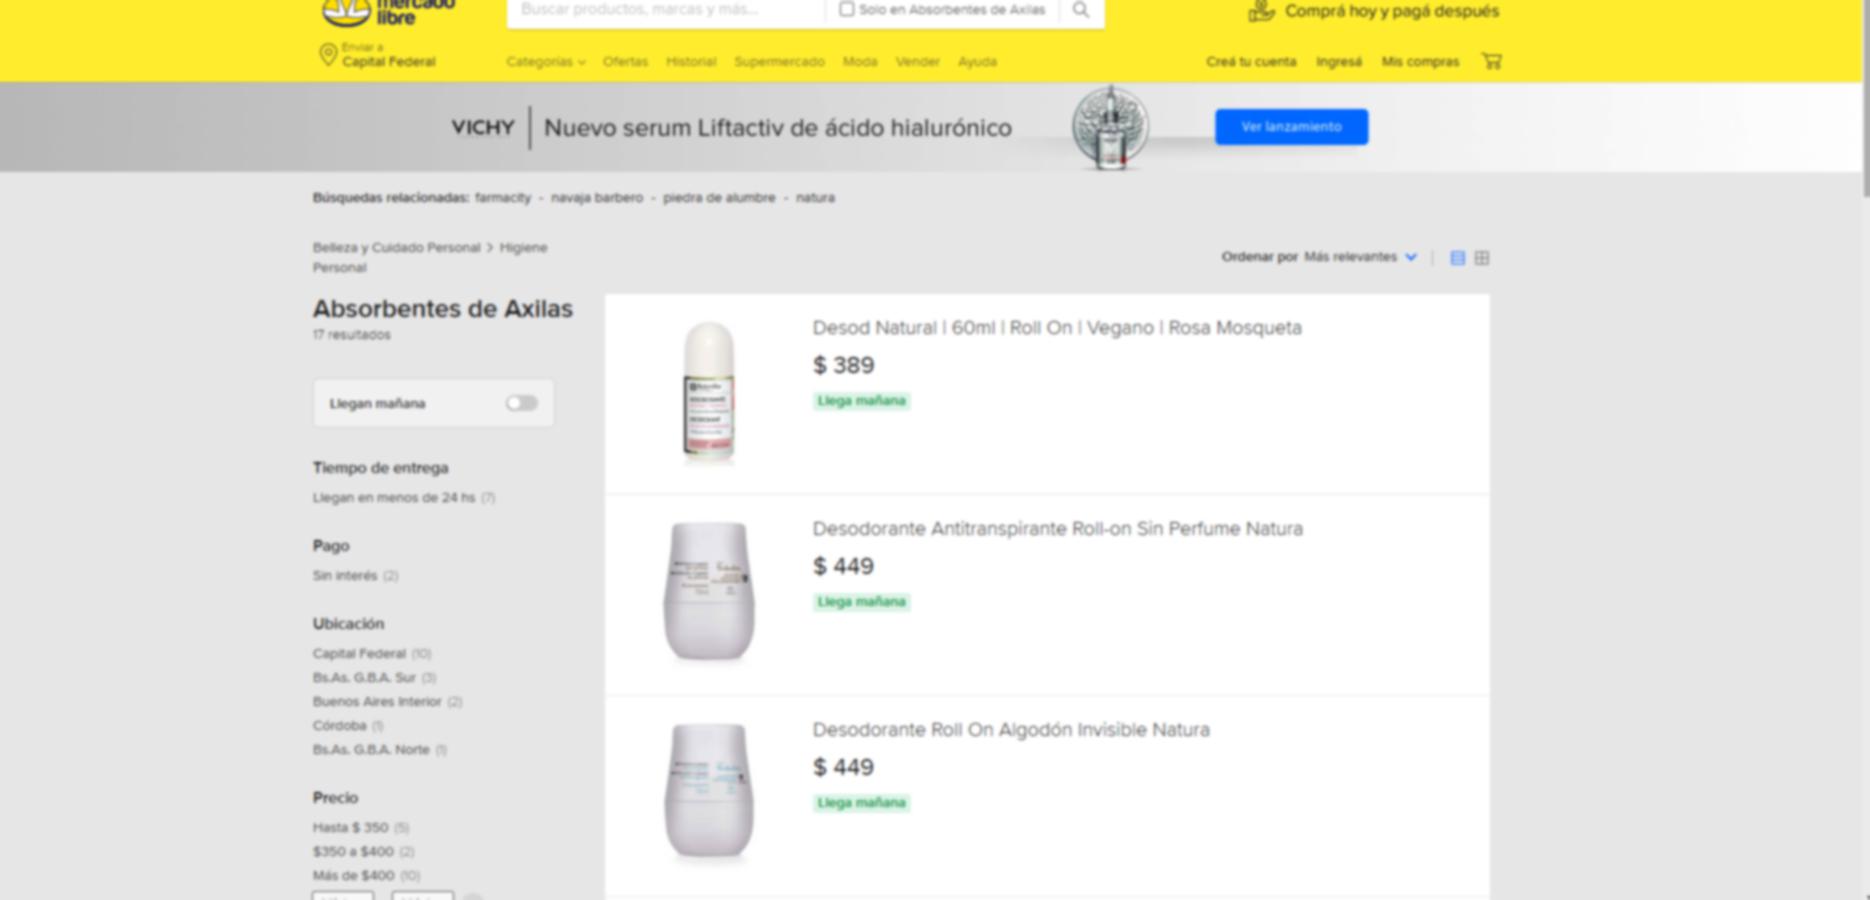 mercado
libre
Buscar productos, marcas y más...
Solo en Absorbentes de Axilas
Comprá hoy y pagá después
Enviar a
Capital Federal
Categorías Ofertas Historial Supermercado Moda Vender Ayuda
Creá tu cuenta Ingresá Mis compras
VICHY Nuevo serum Liftactiv de ácido hialurónico
Ver lanzamiento
Búsquedas relacionadas: farmacity - navaja barbero - piedra de alumbre - natura
Belleza y Cuidado Personal > Higiene
Personal
Ordenar por Más relevantes
Absorbentes de Axilas
17 resultados
Llegan mañana
Tiempo de entrega
Llegan en menos de 24 hs (7)
Pago
Sin interés (2)
Ubicación
Capital Federal (10)
Bs.As. G.B.A. Sur (3)
Buenos Aires Interior (2)
Córdoba (1)
Bs.As. G.B.A. Norte (1)
Precio
Hasta $ 350 (5)
$350 a $400 (2)
Más de $400 (10)
Desod Natural | 60ml | Roll On | Vegano | Rosa Mosqueta
$ 389
Llega mañana
Desodorante Antitranspirante Roll-on Sin Perfume Natura
$ 449
Llega mañana
Desodorante Roll On Algodón Invisible Natura
$ 449
Llega mañana